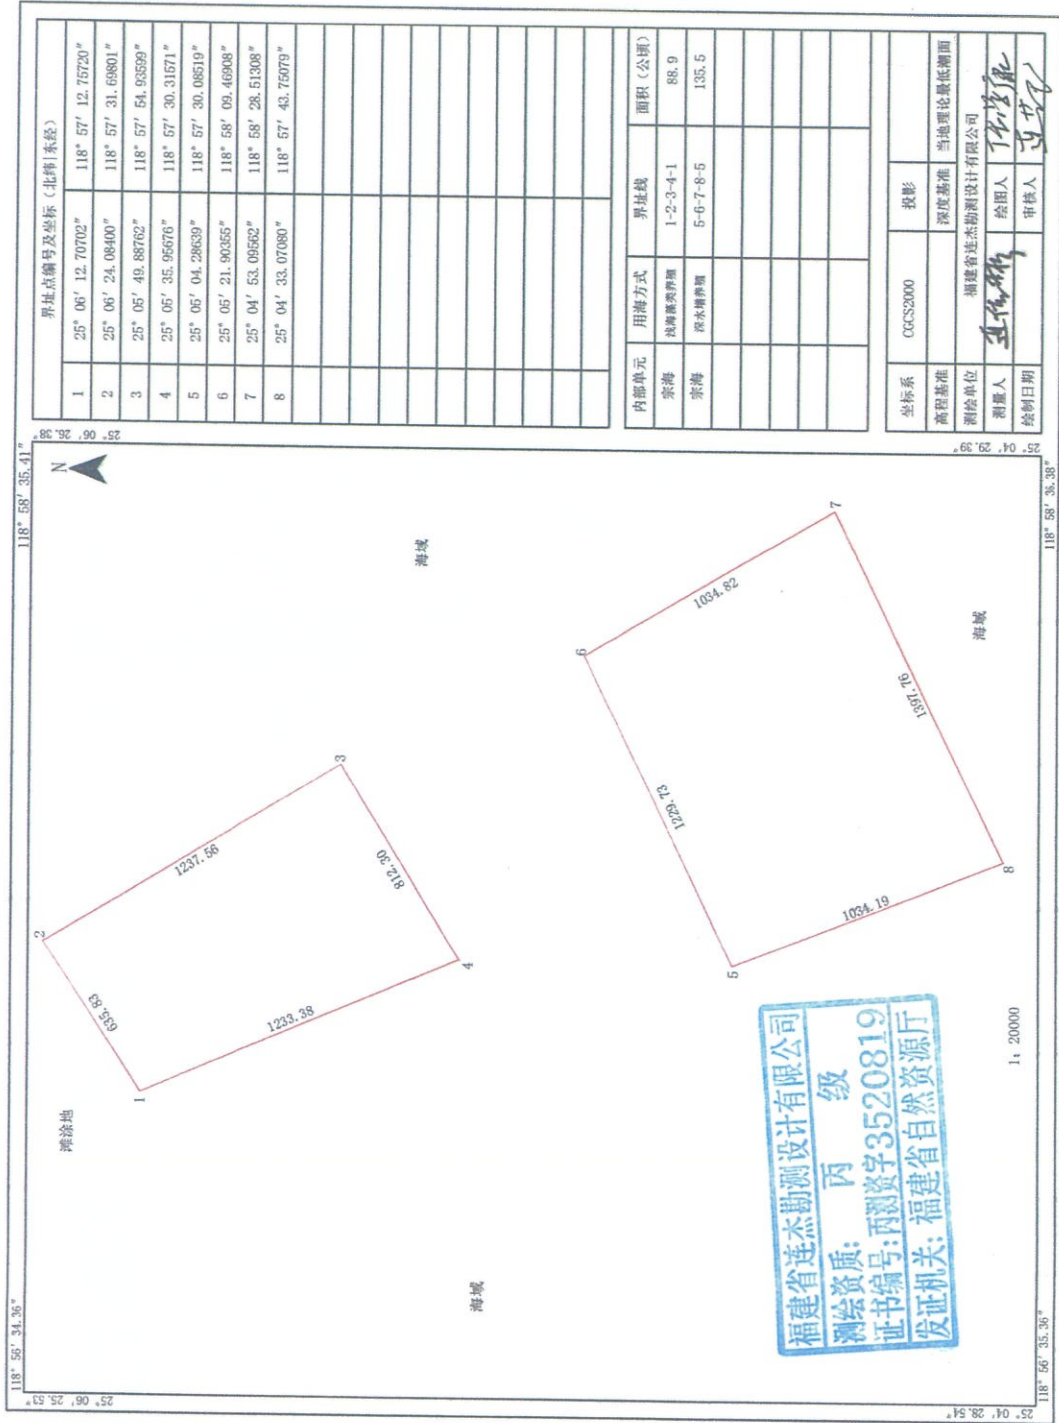 118° 56′ 34.36″
118° 58′ 35.41″
25° 06′ 25.53″
25° 06′ 26.38″
N
滩涂地
海域
海域
海域
1
2
3
4
635.83
1237.56
812.30
1233.38
5
6
7
8
1229.73
1034.82
1397.76
1034.19
1: 20000
福建省连杰勘测设计有限公司
测绘资质: 丙 级
证书编号: 丙测资字3520819
发证机关: 福建省自然资源厅
25° 04′ 28.54″
25° 04′ 29.39″
118° 56′ 35.36″
118° 58′ 36.38″
界址点编号及坐标（北纬|东经）
1 25° 06′ 12.70702″ 118° 57′ 12.75720″
2 25° 06′ 24.08400″ 118° 57′ 31.69801″
3 25° 05′ 49.88762″ 118° 57′ 54.93599″
4 25° 05′ 35.95676″ 118° 57′ 30.31571″
5 25° 05′ 04.28639″ 118° 57′ 30.08519″
6 25° 05′ 21.90355″ 118° 58′ 09.46908″
7 25° 04′ 53.09562″ 118° 58′ 28.51308″
8 25° 04′ 33.07080″ 118° 57′ 43.75079″
内部单元 用海方式 界址线 面积（公顷）
宗海 浅海藻类养殖 1-2-3-4-1 88.9
宗海 深水增养殖 5-6-7-8-5 135.5
坐标系 CGCS2000 投影
高程基准 深度基准 当地理论最低潮面
测绘单位 福建省连杰勘测设计有限公司
测量人 绘图人
绘制日期 审核人